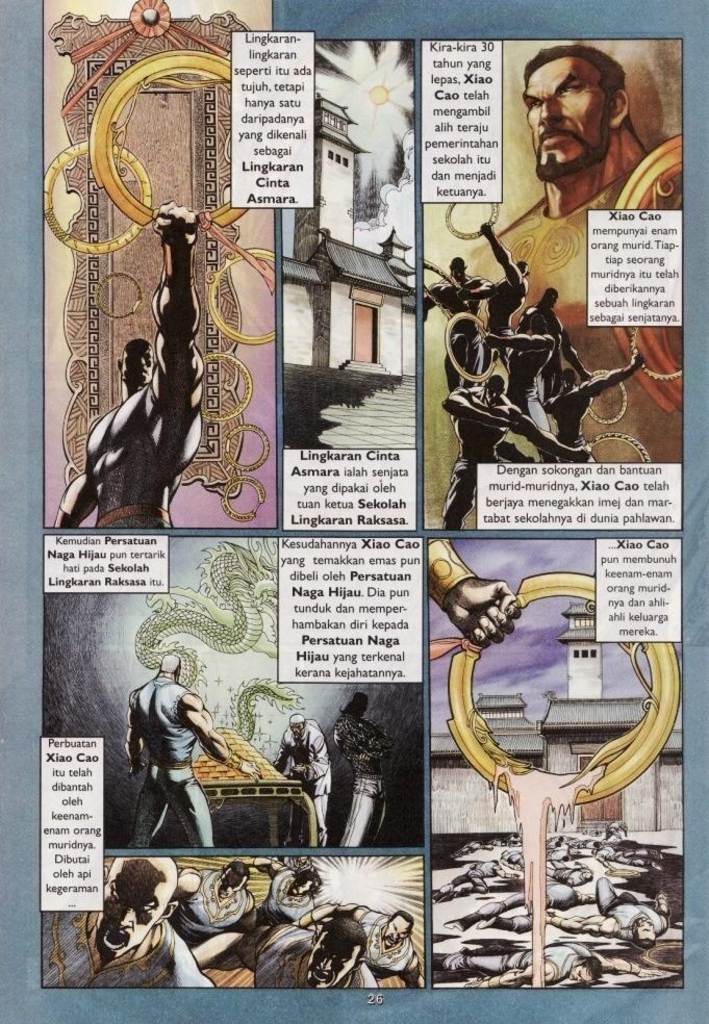 Lingkaran-
lingkaran
seperti itu ada
tujuh, tetapi
hanya satu
daripadanya
yang dikenali
sebagai
Lingkaran
Cinta
Asmara.
Lingkaran Cinta
Asmara ialah senjata
yang dipakai oleh
tuan ketua Sekolah
Lingkaran Raksasa.
Kira-kira 30
tahun yang
lepas, Xiao
Cao telah
mengambil
alih teraju
pemerintahan
sekolah itu
dan menjadi
ketuanya.
Xiao Cao
mempunyai enam
orang murid. Tiap-
tiap seorang
muridnya itu telah
diberikannya
sebuah lingkaran
sebagai senjatanya.
Dengan sokongan dan bantuan
murid-muridnya, Xiao Cao telah
berjaya menegakkan imej dan mar-
tabat sekolahnya di dunia pahlawan.
Kemudian Persatuan
Naga Hijau pun tertarik
hati pada Sekolah
Lingkaran Raksasa itu.
Kesudahannya Xiao Cao
yang temakkan emas pun
dibeli oleh Persatuan
Naga Hijau. Dia pun
tunduk dan memper-
hambakan diri kepada
Persatuan Naga
Hijau yang terkenal
kerana kejahatannya.
Perbuatan
Xiao Cao
itu telah
dibantah
oleh
keenam-
enam orang
muridnya.
Dibutai
oleh api
kegeraman
...
...Xiao Cao
pun membunuh
keenam-enam
orang murid-
nya dan ahli-
ahli keluarga
mereka.
26